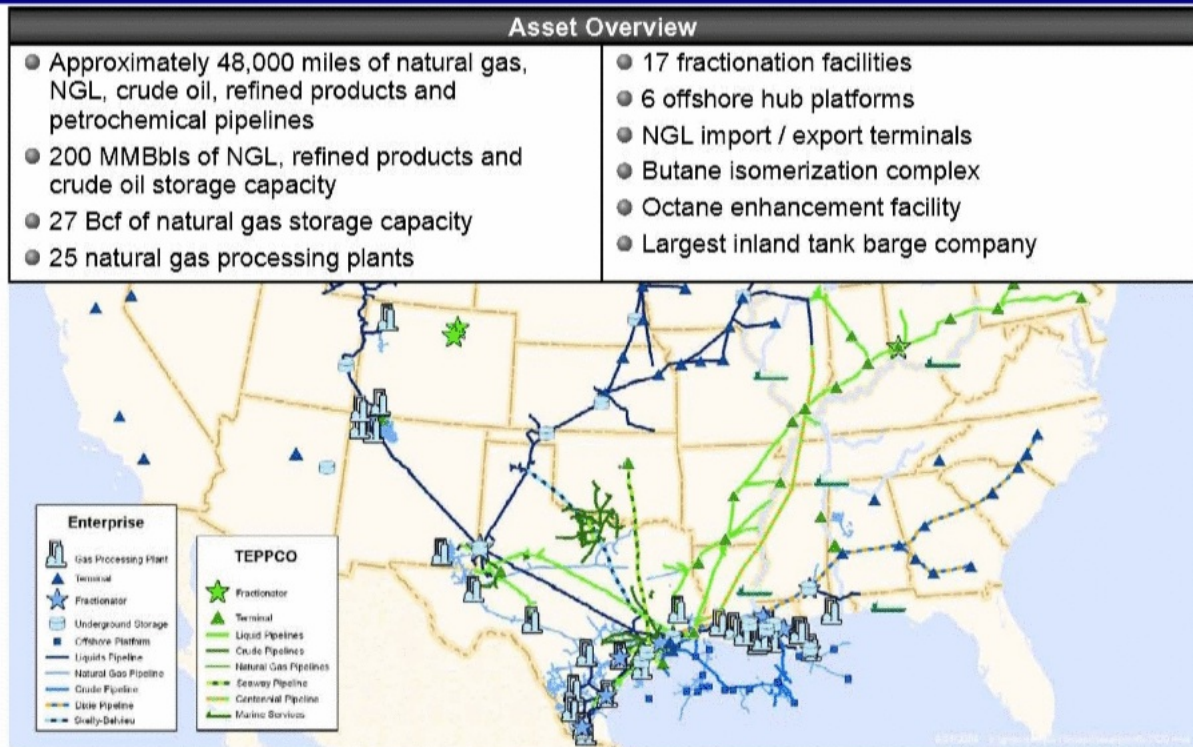 Asset Overview
Approximately 48,000 miles of natural gas,
NGL, crude oil, refined products and
petrochemical pipelines
200 MMBbls of NGL, refined products and
crude oil storage capacity
27 Bcf of natural gas storage capacity
25 natural gas processing plants
17 fractionation facilities
6 offshore hub platforms
NGL import / export terminals
Butane isomerization complex
Octane enhancement facility
Largest inland tank barge company
Enterprise
Gas Processing Plant
Terminal
Fractionator
Underground Storage
Offshore Platform
Liquids Pipeline
Natural Gas Pipeline
Crude Pipeline
Dixie Pipeline
Skelly-Belvieu
TEPPCO
Fractionator
Terminal
Liquid Pipelines
Crude Pipelines
Natural Gas Pipelines
Seaway Pipeline
Centennial Pipeline
Marine Services